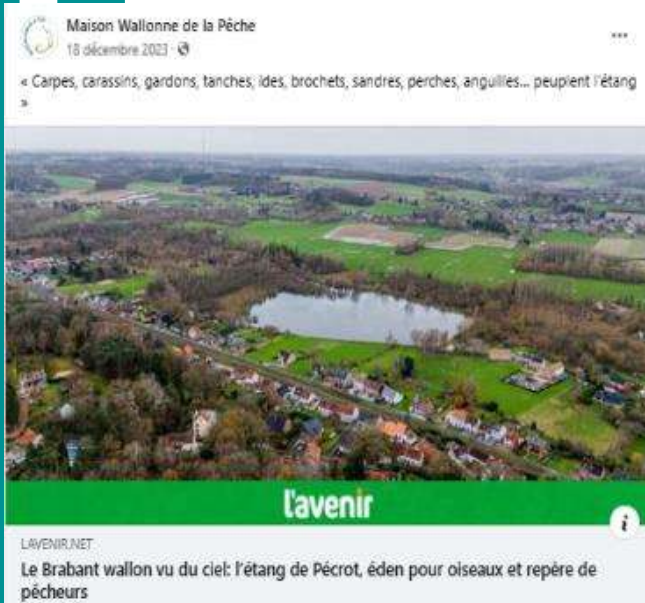 Maison Wallonne de la Pêche
18 décembre 2023 ·
« Carpes, carassins, gardons, tanches, ides, brochets, sandres, perches, anguilles... peuplent l'étang
»
l'avenir
i
LAVENIR.NET
Le Brabant wallon vu du ciel: l'étang de Pécrot, éden pour oiseaux et repère de
pêcheurs